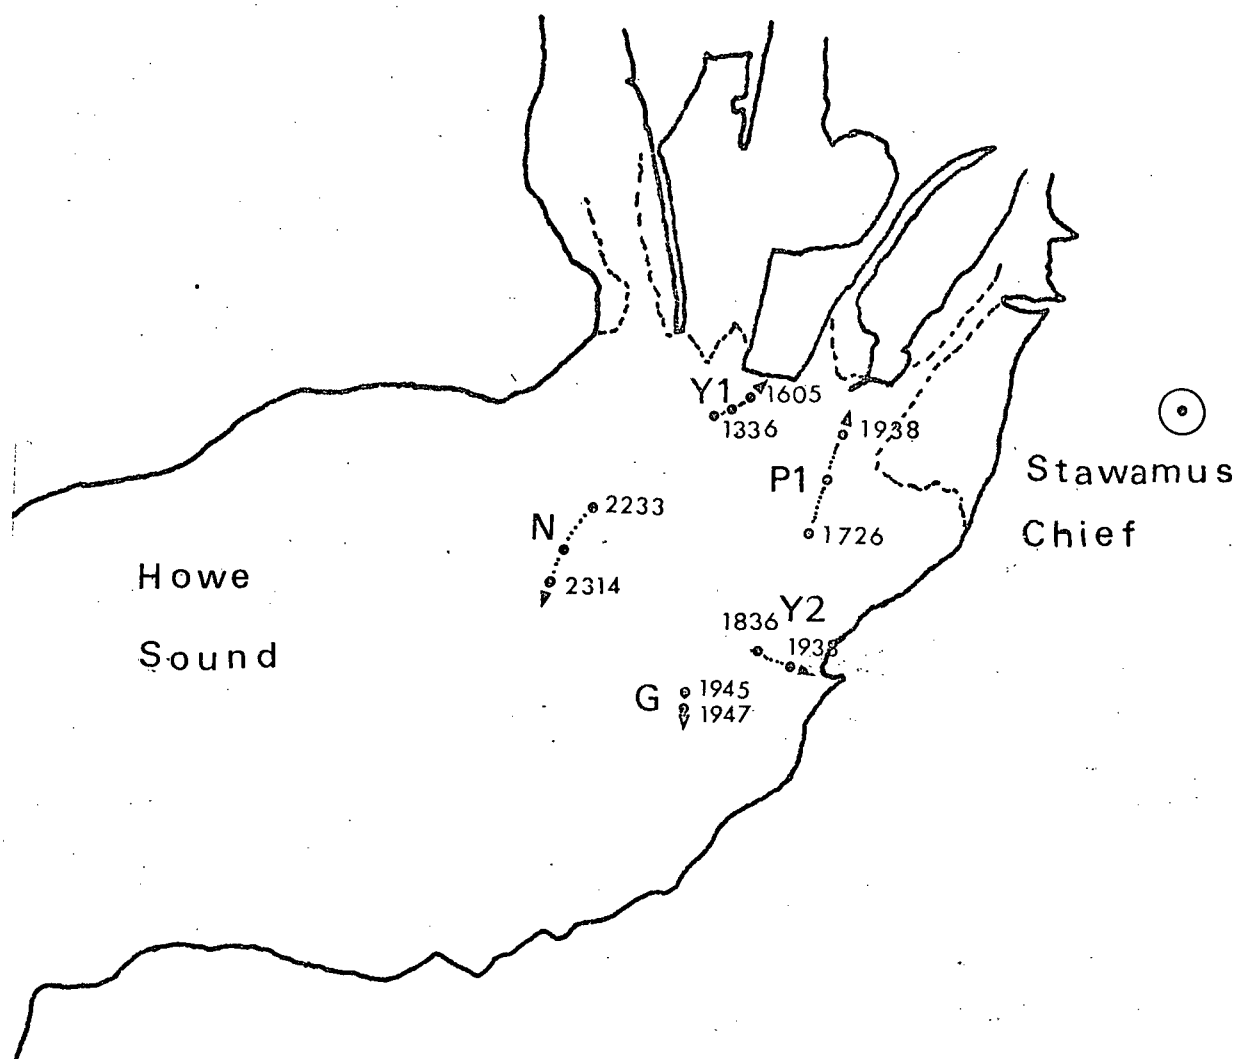 Y1
1605
1336
1938
Stawamus
P1
Chief
2233
N
1726
Howe
2314
Y2
1836
1938
Sound
G
1945
1947